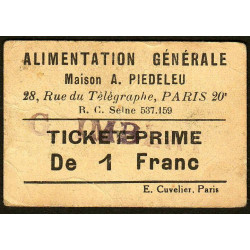 ALIMENTATION GÉNÉRALE
Maison A. PIEDELEU
28, Rue du Télégraphe, PARIS 20ᵉ
R. C. Seine 537.159
TICKET-PRIME
De 1 Franc
E. Cuvelier, Paris